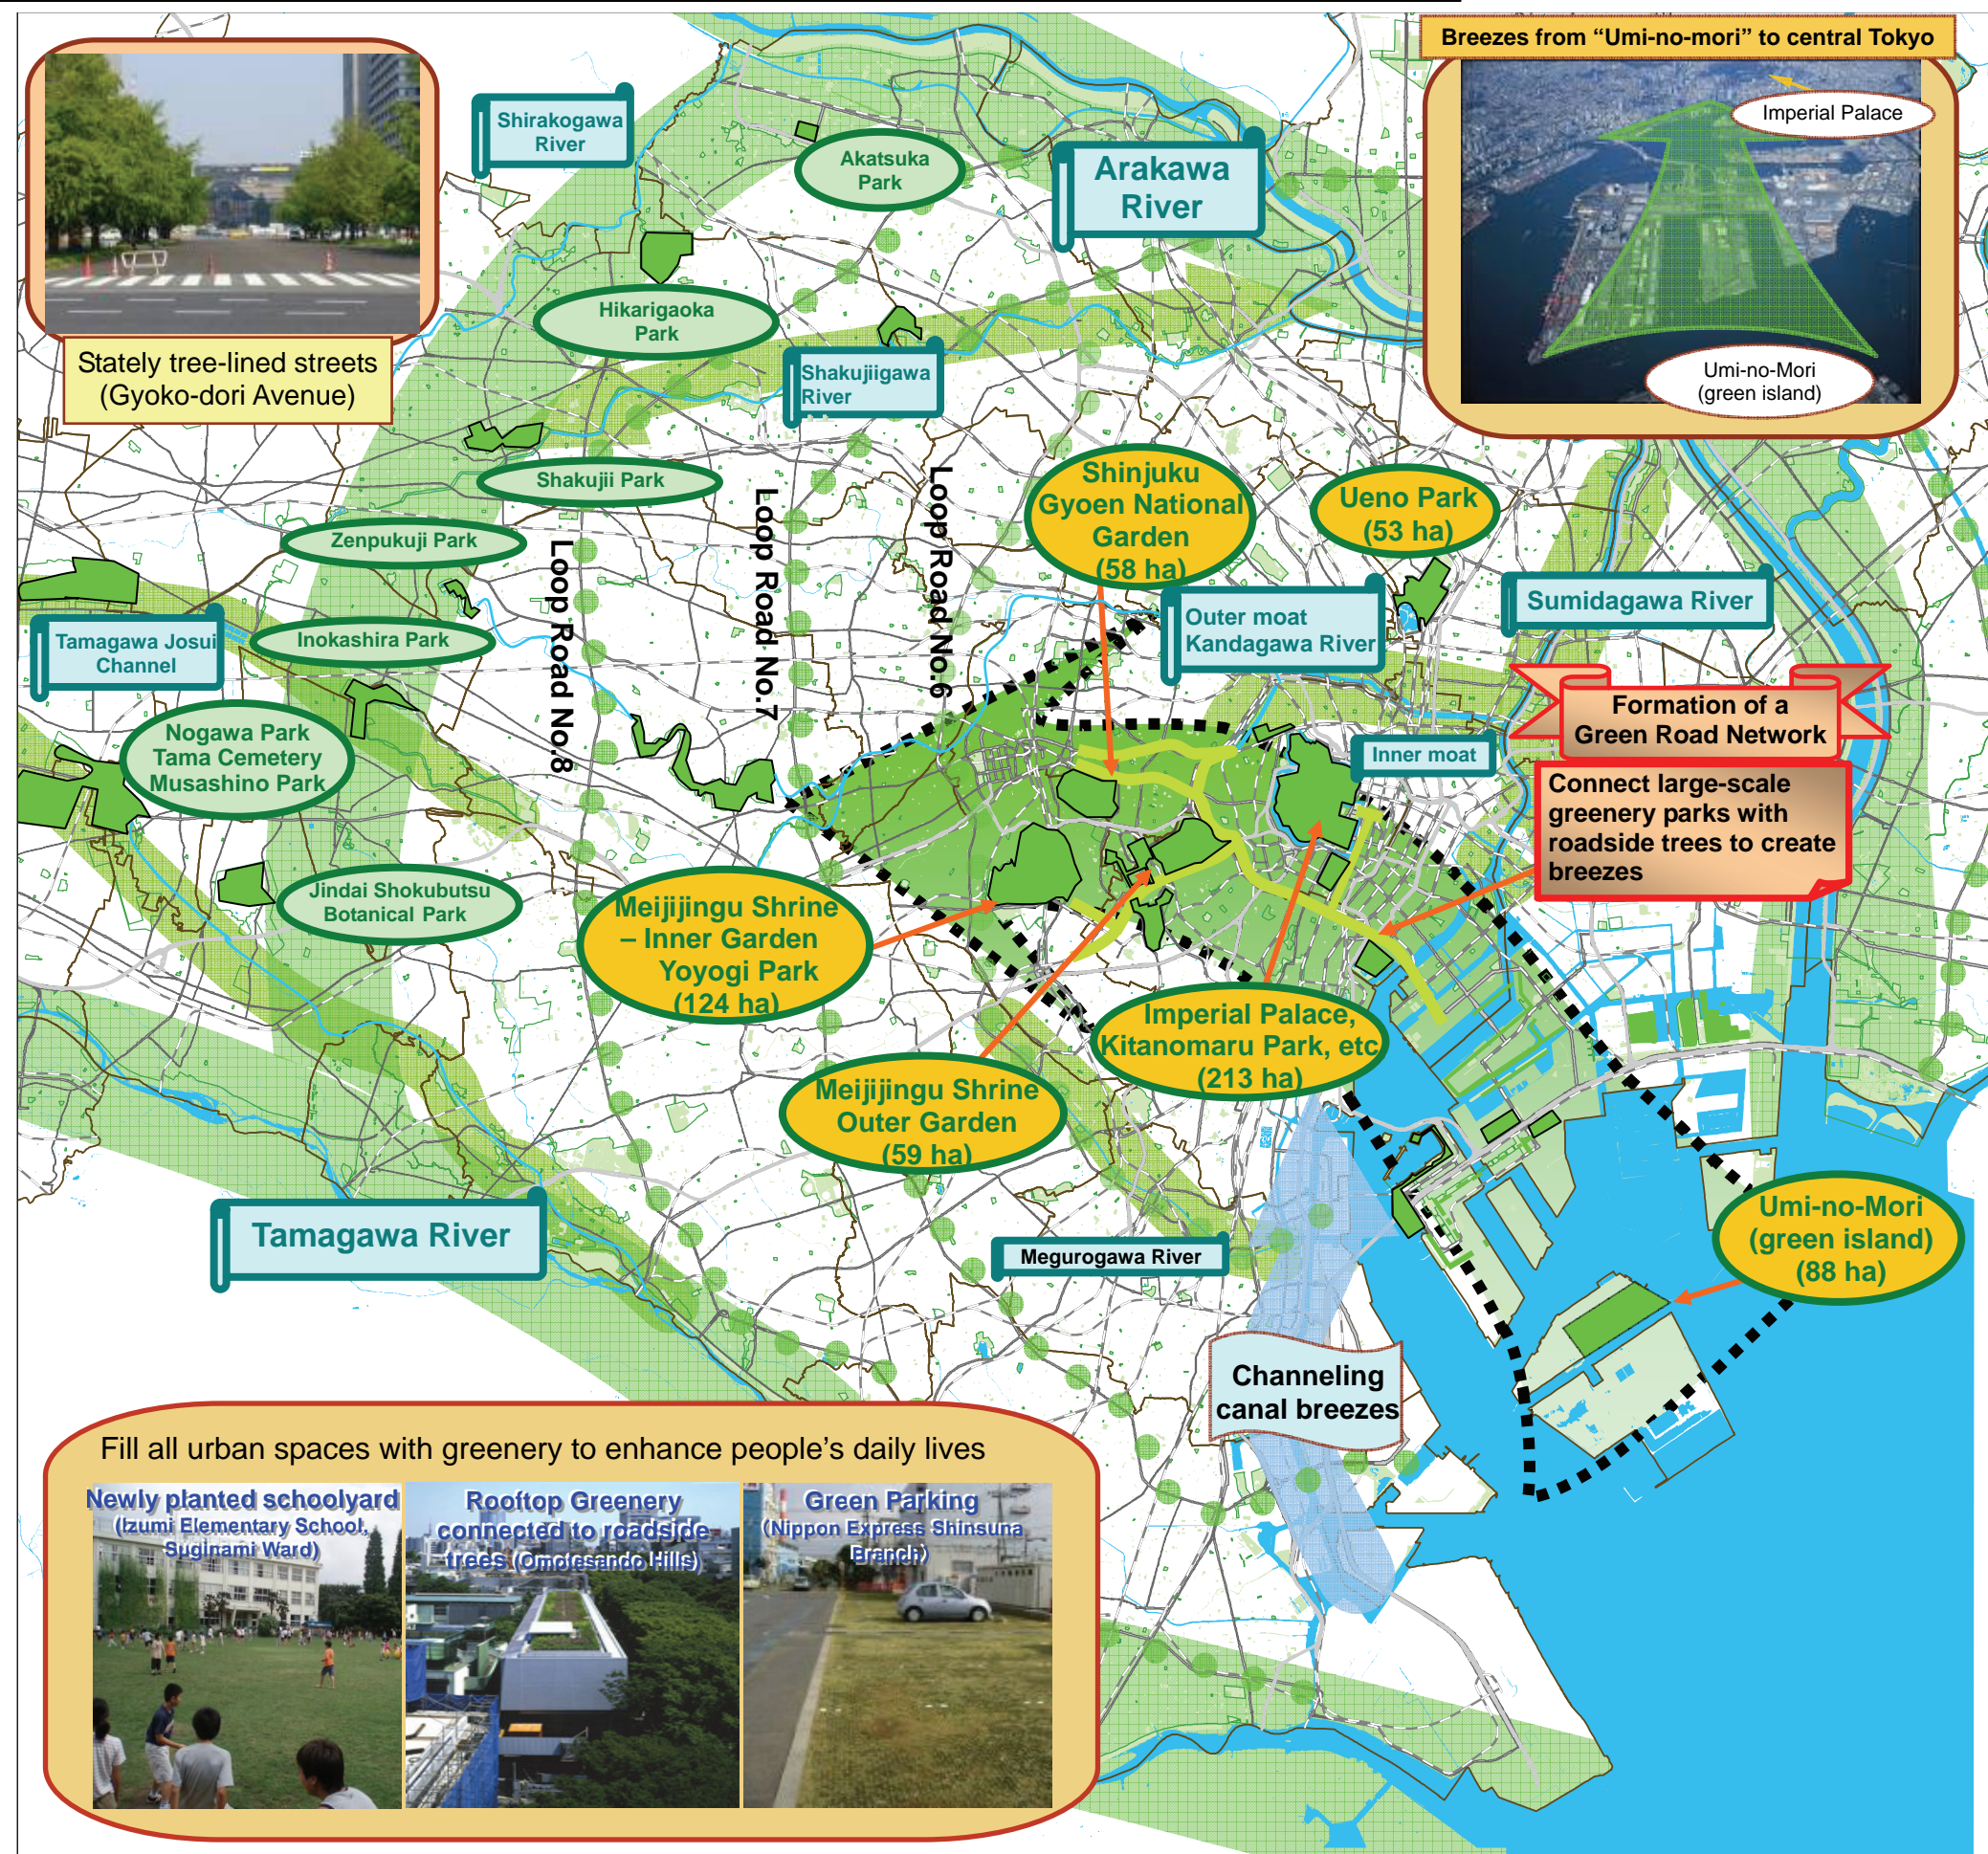 Breezes from “Umi-no-mori” to central Tokyo
Imperial Palace
Umi-no-Mori
(green island)
Stately tree-lined streets
(Gyoko-dori Avenue)
Shirakogawa
River
Akatsuka
Park
Arakawa
River
Hikarigaoka
Park
Shakujiigawa
River
Shakujii Park
Loop Road No.8
Loop Road No.7
Loop Road No.6
Shinjuku
Gyoen National
Garden
(58 ha)
Ueno Park
(53 ha)
Zenpukuji Park
Inokashira Park
Tamagawa Josui
Channel
Outer moat
Kandagawa River
Sumidagawa River
Nogawa Park
Tama Cemetery
Musashino Park
Inner moat
Formation of a
Green Road Network
Connect large-scale
greenery parks with
roadside trees to create
breezes
Jindai Shokubutsu
Botanical Park
Meijijingu Shrine
– Inner Garden
Yoyogi Park
(124 ha)
Imperial Palace,
Kitanomaru Park, etc
(213 ha)
Meijijingu Shrine
Outer Garden
(59 ha)
Tamagawa River
Megurogawa River
Umi-no-Mori
(green island)
(88 ha)
Channeling
canal breezes
Fill all urban spaces with greenery to enhance people’s daily lives
Newly planted schoolyard
(Izumi Elementary School,
Suginami Ward)
Rooftop Greenery
connected to roadside
trees (Omotesando Hills)
Green Parking
(Nippon Express Shinsuna
Branch)